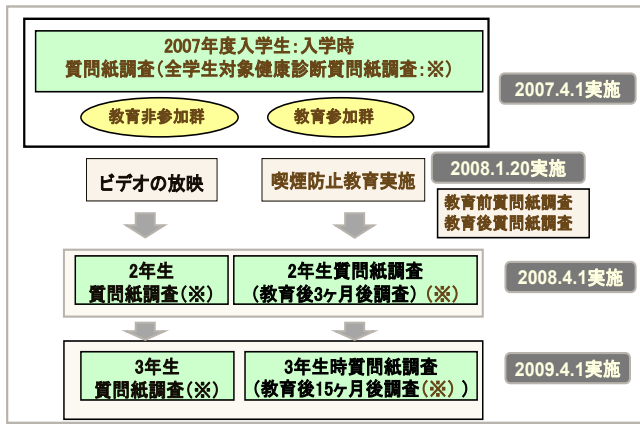 2007年度入学生：入学時
質問紙調査（全学生対象健康診断質問紙調査：※）
2007.4.1実施
教育非参加群
教育参加群
ビデオの放映
喫煙防止教育実施
2008.1.20実施
教育前質問紙調査
教育後質問紙調査
2年生
質問紙調査（※）
2年生質問紙調査
（教育後3ヶ月後調査）（※）
2008.4.1実施
3年生
質問紙調査（※）
3年生時質問紙調査
（教育後15ヶ月後調査（※））
2009.4.1実施